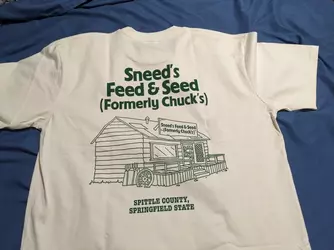 Sneed's
Feed & Seed
(Formerly Chuck's)
Sneed's Feed & Seed
(Formerly Chuck's)
SPITTLE COUNTY,
SPRINGFIELD STATE